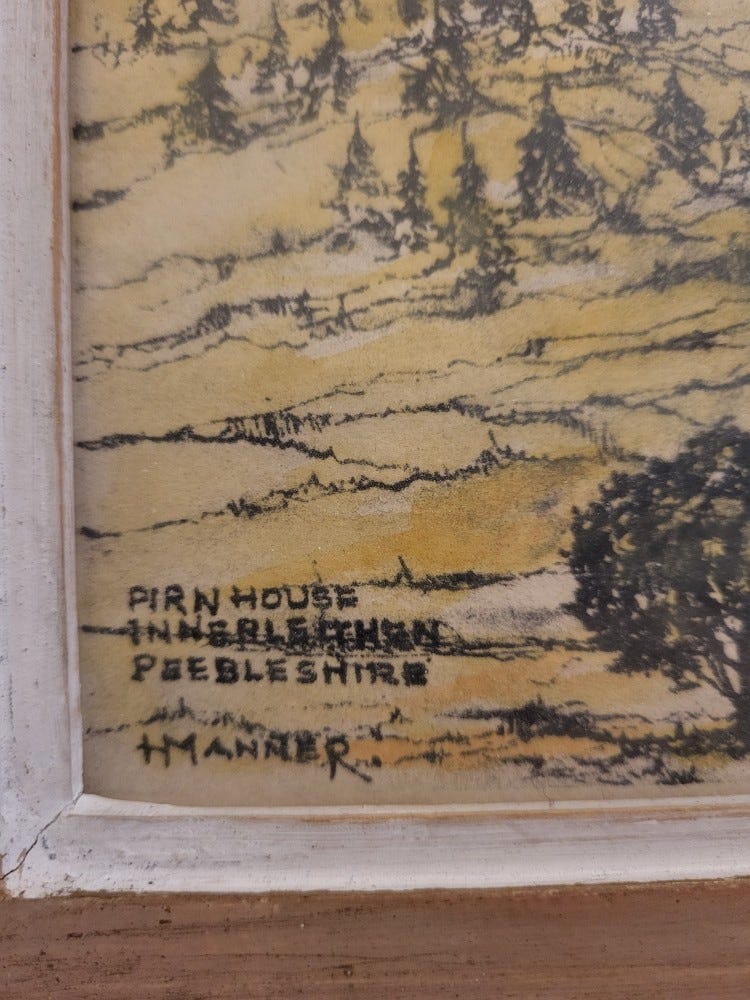 PIRN HOUSE
INNERLEITHEN
PEEBLESHIRE
H MANNER